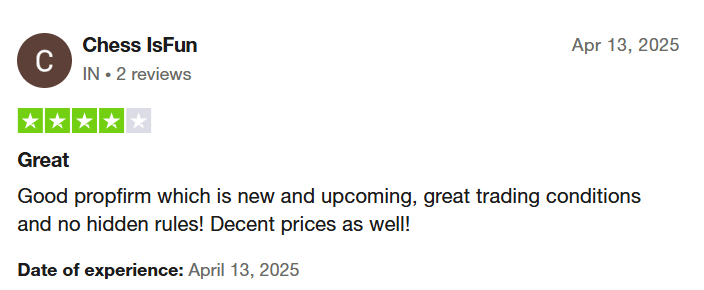 C
Chess IsFun
Apr 13, 2025
IN • 2 reviews
Great
Good propfirm which is new and upcoming, great trading conditions
and no hidden rules! Decent prices as well!
Date of experience: April 13, 2025